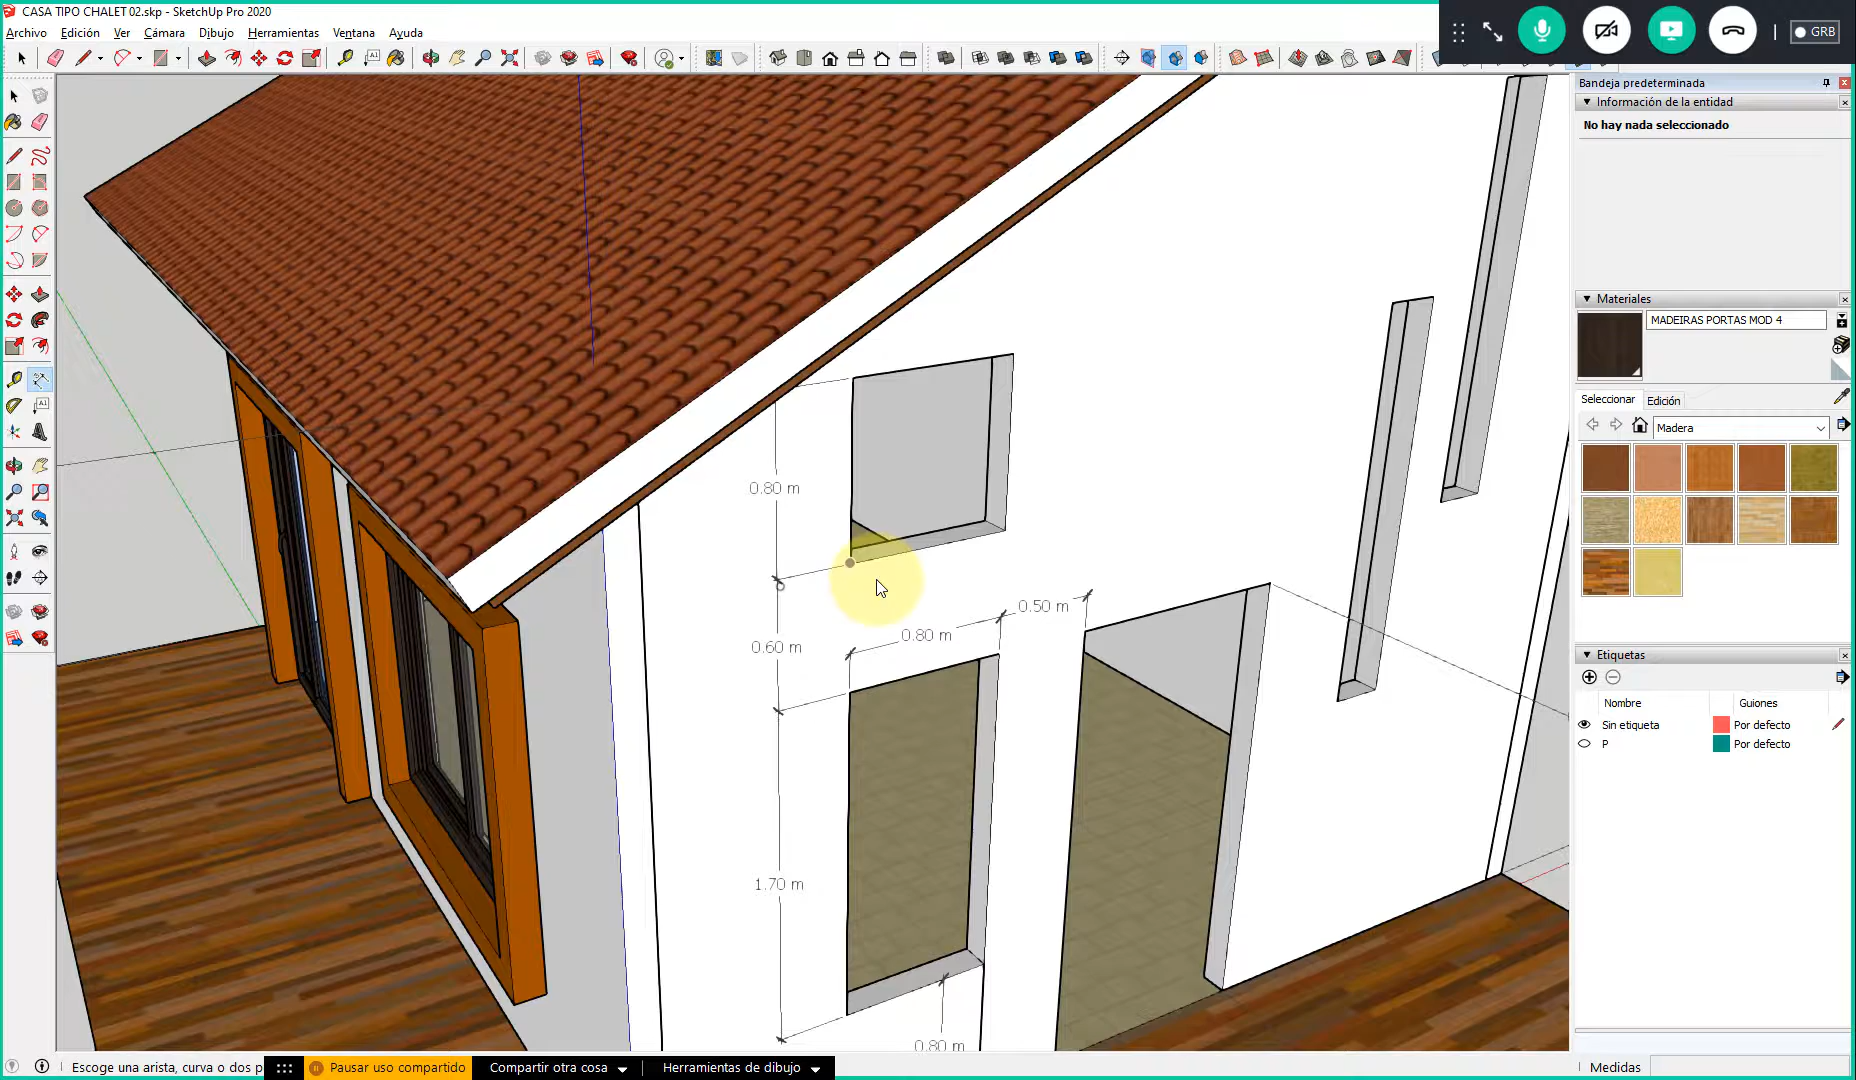 CASA TIPO CHALET 02.skp - SketchUp Pro 2020
Archivo Edición Ver Cámara Dibujo Herramientas Ventana Ayuda
GRB
Bandeja predeterminada
Información de la entidad
No hay nada seleccionado
Materiales
MADEIRAS PORTAS MOD 4
Seleccionar Edición
Madera
Etiquetas
Nombre Guiones
Sin etiqueta Por defecto
P Por defecto
0.80 m
0.50 m
0.80 m
0.60 m
1.70 m
0.80 m
Escoge una arista, curva o dos p
Pausar uso compartido
Compartir otra cosa
Herramientas de dibujo
Medidas